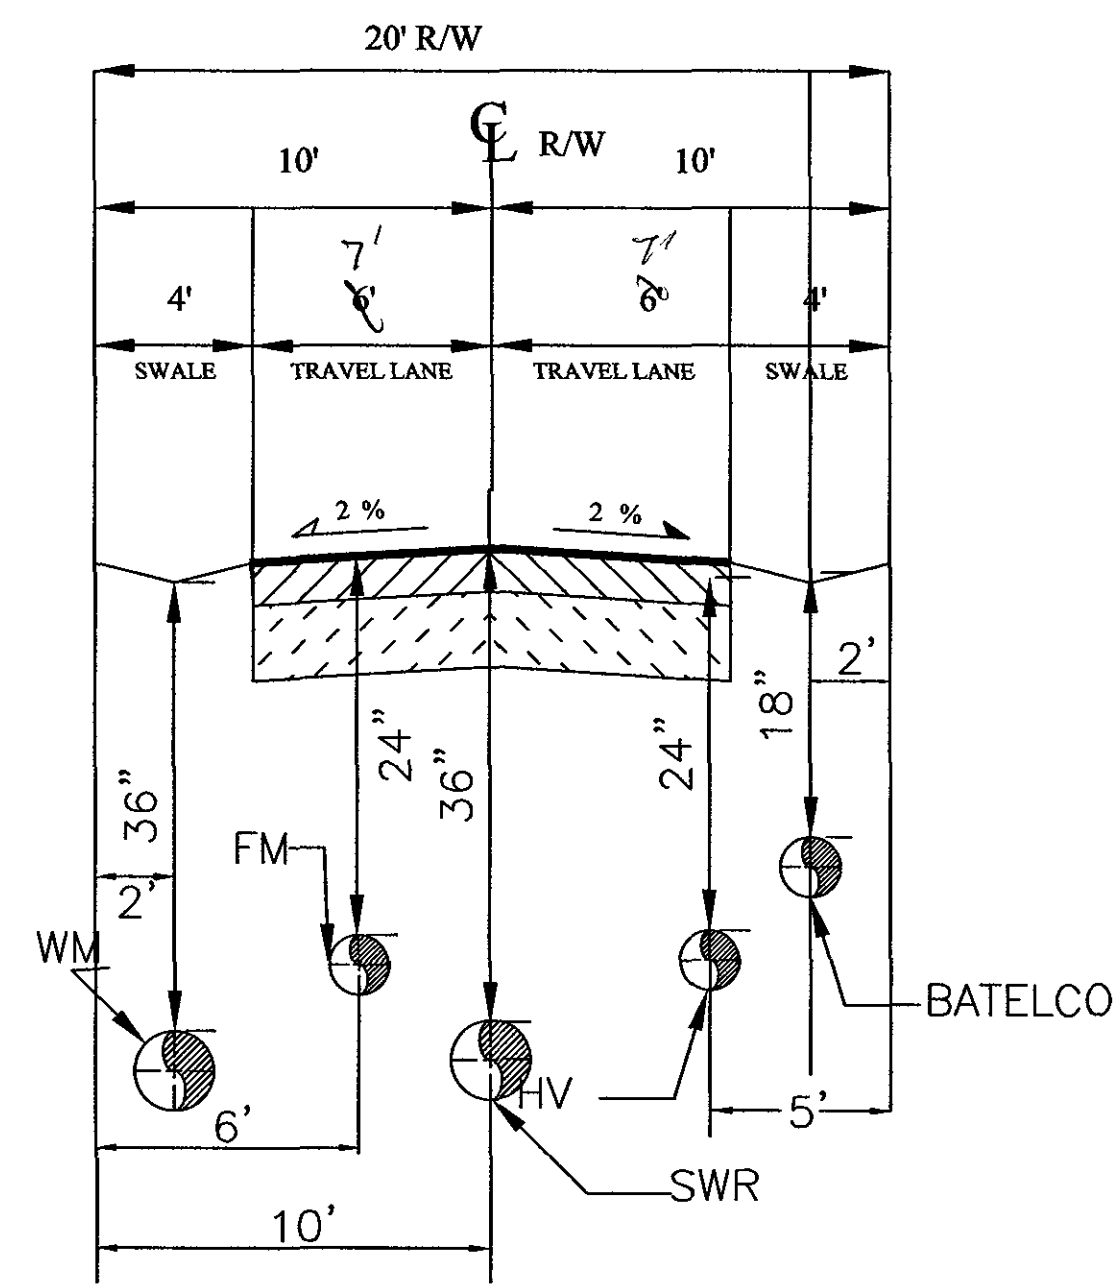 20' R/W
CL R/W
10' 10'
7' 7'
4' 6' 6' 4'
SWALE TRAVEL LANE TRAVEL LANE SWALE
2 % 2 %
2'
18"
24" 36" 24"
36"
FM
2'
WM
BATELCO
HV 5'
6'
SWR
10'